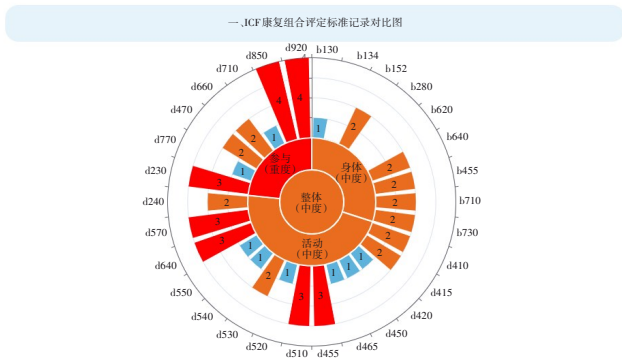 一、ICF康复组合评定标准记录对比图
d920
b130
b134
b152
b280
b620
b640
b455
b710
b730
d410
d415
d420
d450
d465
d455
d510
d520
d530
d540
d550
d640
d570
d240
d230
d770
d470
d660
d710
d850
4
4
1
2
2
2
2
2
2
2
1
1
1
3
3
1
2
1
1
3
3
2
3
1
2
2
1
参与
(重度)
身体
(中度)
整体
(中度)
活动
(中度)